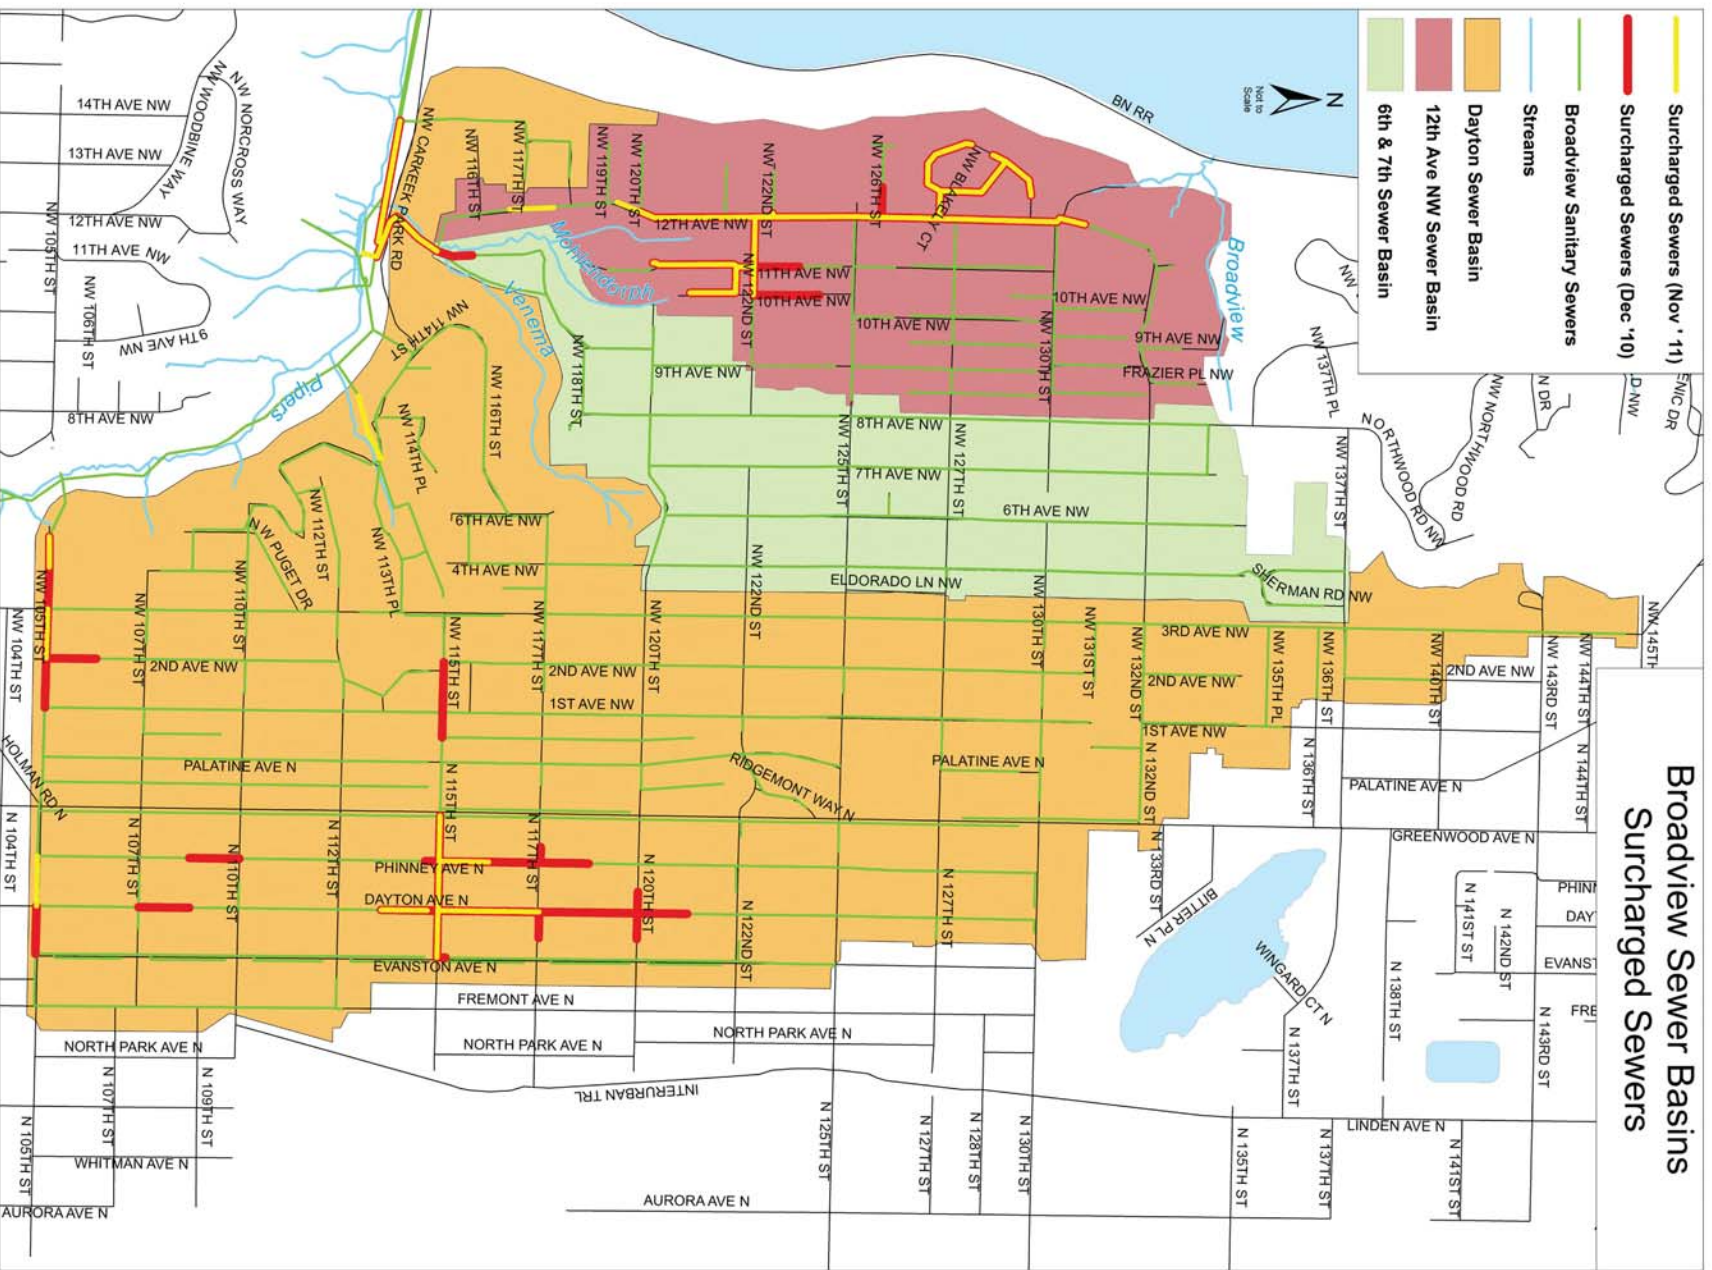 Broadview Sewer Basins
Surcharged Sewers
Surcharged Sewers (Nov ' 11)
Surcharged Sewers (Dec '10)
Broadview Sanitary Sewers
Streams
Dayton Sewer Basin
12th Ave NW Sewer Basin
6th & 7th Sewer Basin
N
Not to
Scale
BN RR
Broadview
Mohlendorph
Venema
Pipers
14TH AVE NW
13TH AVE NW
12TH AVE NW
11TH AVE NW
NW WOODBINE WAY
NW NORCROSS WAY
NW 105TH ST
NW 106TH ST
9TH AVE NW
8TH AVE NW
NW CARKEEK PARK RD
NW 116TH ST
NW 117TH ST
NW 119TH ST
NW 120TH ST
NW 122ND ST
NW 126TH ST
NW BLAKELY CT
12TH AVE NW
11TH AVE NW
10TH AVE NW
NW 122ND ST
10TH AVE NW
10TH AVE NW
9TH AVE NW
FRAZIER PL NW
NW 130TH ST
9TH AVE NW
NW 118TH ST
8TH AVE NW
7TH AVE NW
6TH AVE NW
NW 125TH ST
NW 127TH ST
ELDORADO LN NW
SHERMAN RD NW
NW
NW 137TH PL
NW 137TH ST
NORTHWOOD RD NW
NW NORTHWOOD RD
N DR
D NW
ENIC DR
NW 114TH ST
NW 116TH ST
NW 114TH PL
NW 113TH PL
NW 112TH ST
NW PUGET DR
NW 110TH ST
NW 107TH ST
NW 105TH ST
NW 104TH ST
6TH AVE NW
4TH AVE NW
NW 115TH ST
NW 117TH ST
NW 120TH ST
NW 122ND ST
NW 130TH ST
NW 131ST ST
NW 132ND ST
3RD AVE NW
2ND AVE NW
1ST AVE NW
NW 135TH PL
NW 136TH ST
NW 140TH ST
2ND AVE NW
NW 143RD ST
NW 144TH ST
NW 145TH
2ND AVE NW
2ND AVE NW
1ST AVE NW
PALATINE AVE N
RIDGEMONT WAY N
PALATINE AVE N
PALATINE AVE N
HOLMAN RD N
N 104TH ST
N 107TH ST
N 110TH ST
N 112TH ST
N 115TH ST
N 117TH ST
N 120TH ST
N 122ND ST
N 127TH ST
N 132ND ST
N 133RD ST
N 136TH ST
N 144TH ST
GREENWOOD AVE N
PHINNEY AVE N
DAYTON AVE N
EVANSTON AVE N
FREMONT AVE N
NORTH PARK AVE N
NORTH PARK AVE N
NORTH PARK AVE N
INTERURBAN TRL
BITTER PL N
WINGARD CT N
N 137TH ST
N 138TH ST
N 141ST ST
N 142ND ST
N 143RD ST
PHINN
DAY
EVANST
FRE
LINDEN AVE N
N 105TH ST
N 107TH ST
N 109TH ST
WHITMAN AVE N
AURORA AVE N
AURORA AVE N
N 125TH ST
N 127TH ST
N 128TH ST
N 130TH ST
N 135TH ST
N 137TH ST
N 141ST ST